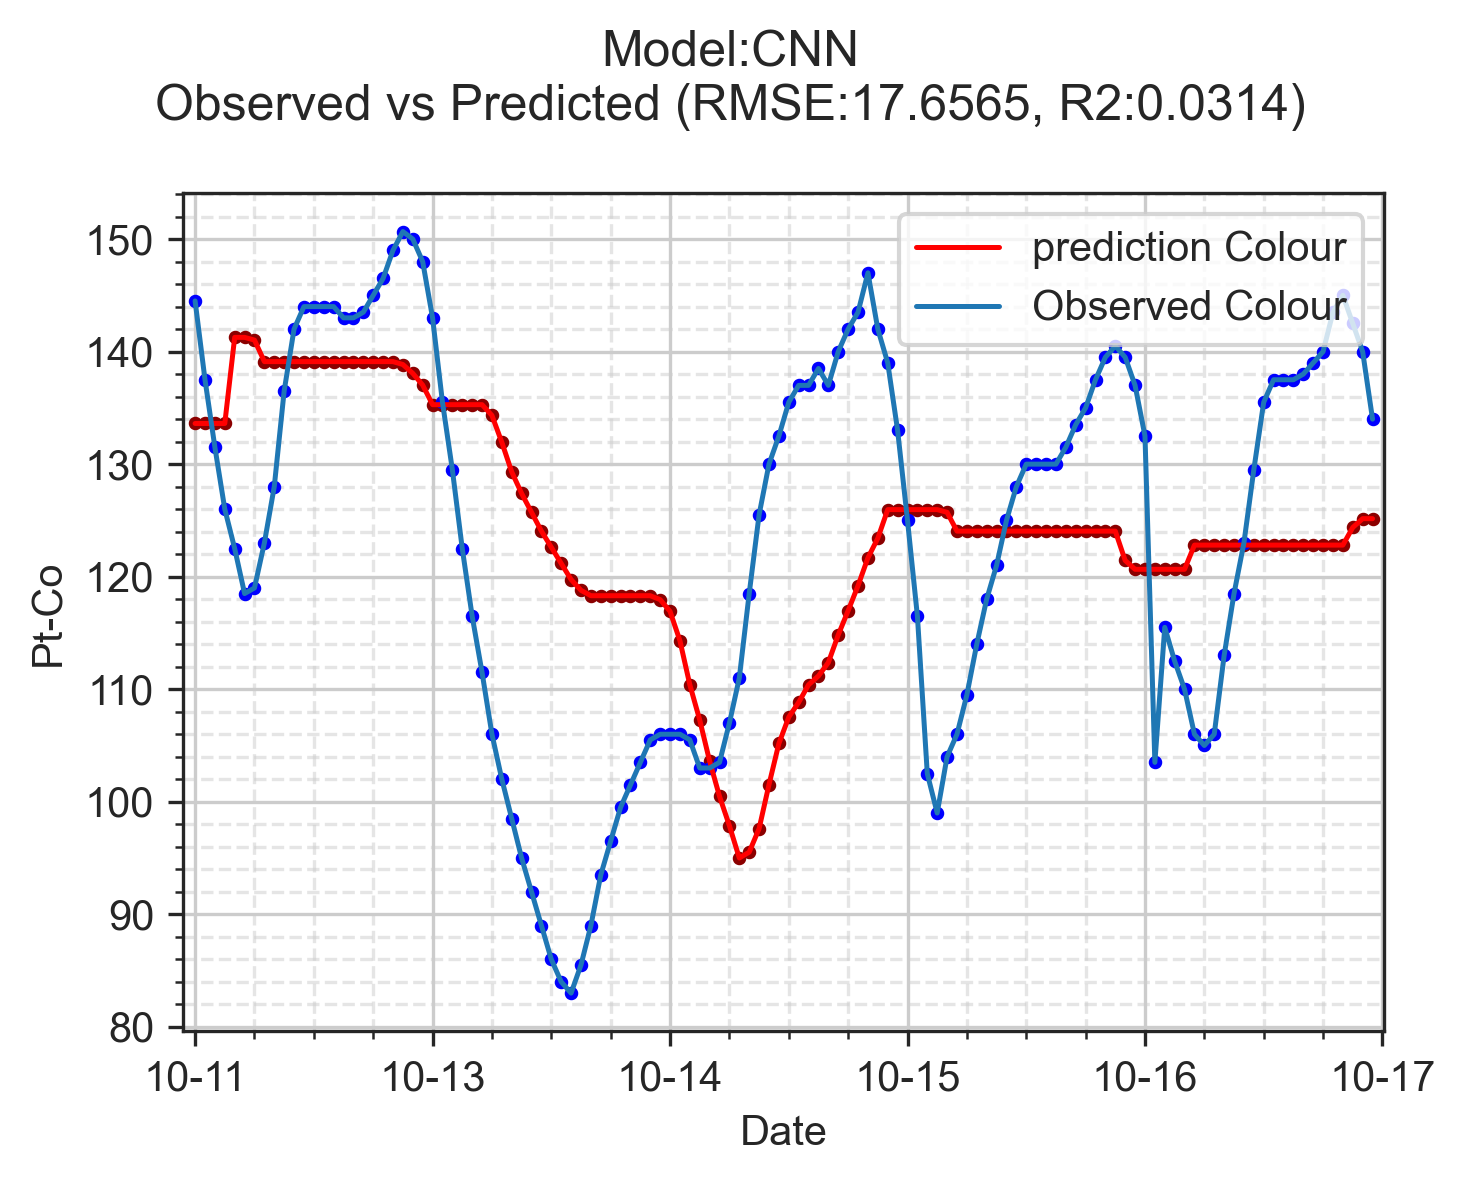 Model:CNN
Observed vs Predicted (RMSE:17.6565, R2:0.0314)
prediction Colour
Observed Colour
150
140
130
120
110
100
90
80
Pt-Co
10-11
10-13
10-14
10-15
10-16
10-17
Date